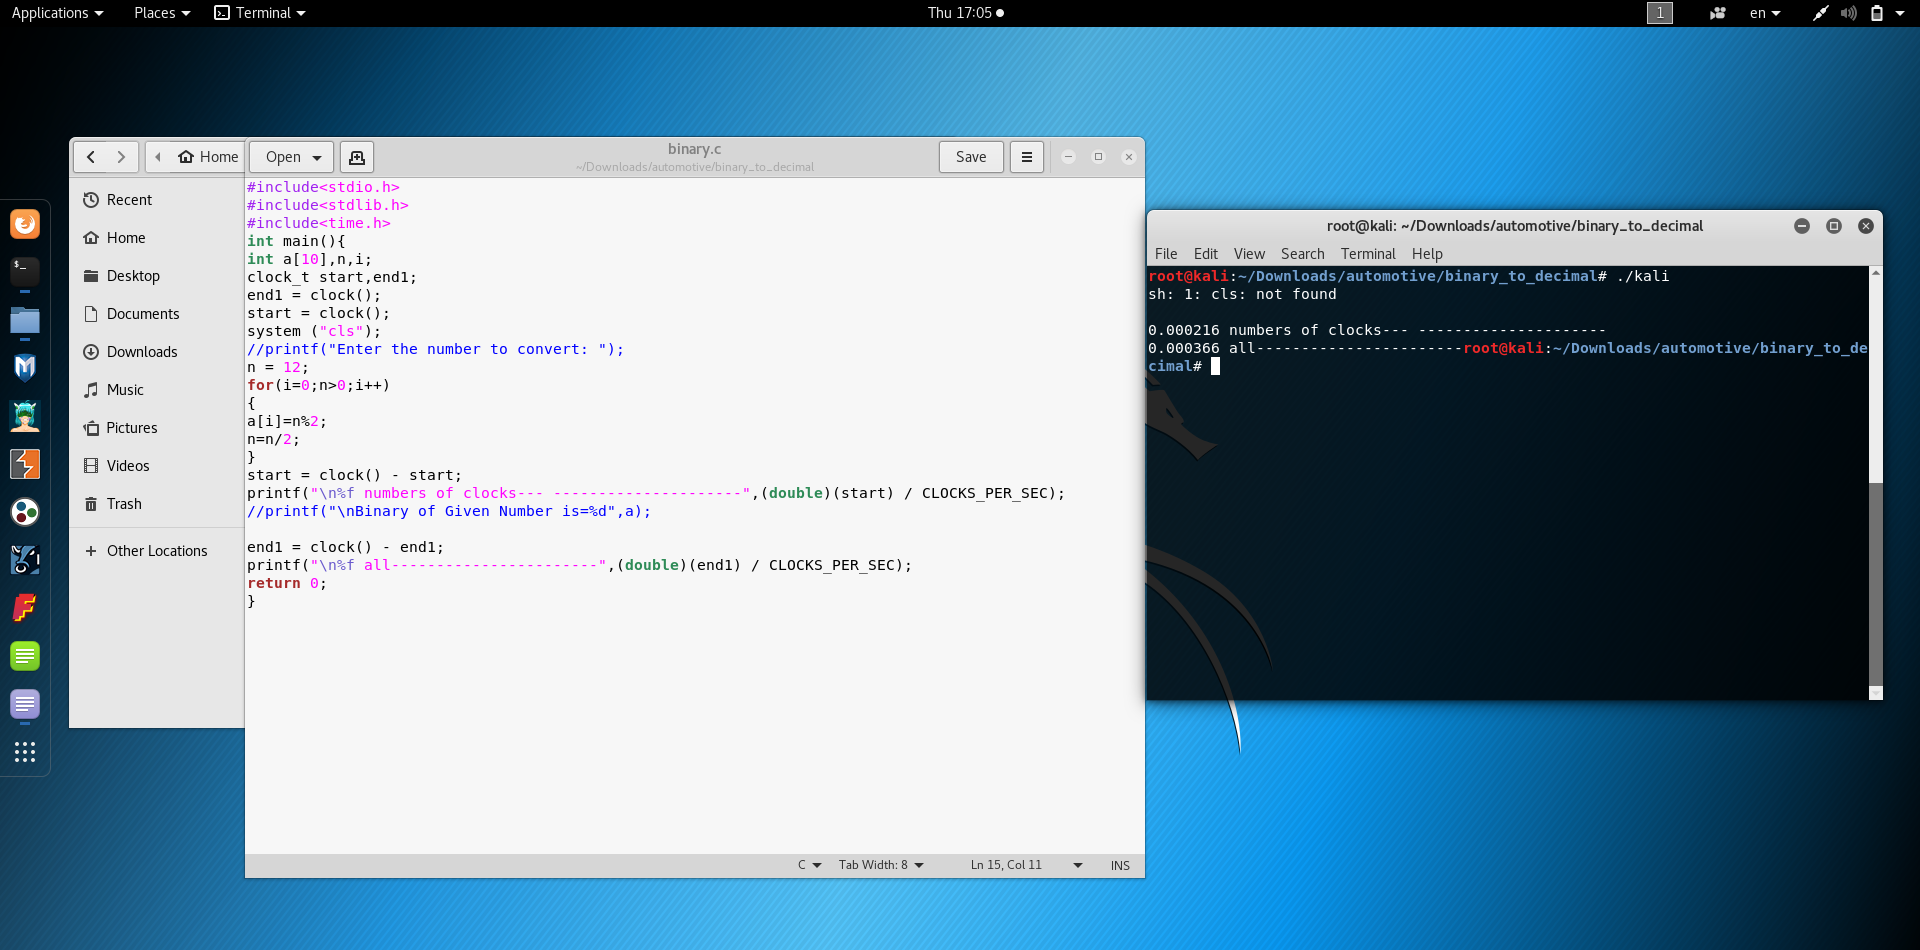 Applications
Places
Terminal
Thu 17:05
1
en
Home
Open
binary.c
~/Downloads/automotive/binary_to_decimal
Save
Recent
Home
Desktop
Documents
Downloads
Music
Pictures
Videos
Trash
Other Locations
#include<stdio.h>
#include<stdlib.h>
#include<time.h>
int main(){
int a[10],n,i;
clock_t start,end1;
end1 = clock();
start = clock();
system ("cls");
//printf("Enter the number to convert: ");
n = 12;
for(i=0;n>0;i++)
{
a[i]=n%2;
n=n/2;
}
start = clock() - start;
printf("\n%f numbers of clocks--- ---------------------",(double)(start) / CLOCKS_PER_SEC);
//printf("\nBinary of Given Number is=%d",a);
end1 = clock() - end1;
printf("\n%f all-----------------------",(double)(end1) / CLOCKS_PER_SEC);
return 0;
}
C
Tab Width: 8
Ln 15, Col 11
INS
root@kali: ~/Downloads/automotive/binary_to_decimal
File Edit View Search Terminal Help
root@kali:~/Downloads/automotive/binary_to_decimal# ./kali
sh: 1: cls: not found
0.000216 numbers of clocks--- ---------------------
0.000366 all-----------------------root@kali:~/Downloads/automotive/binary_to_de
cimal#